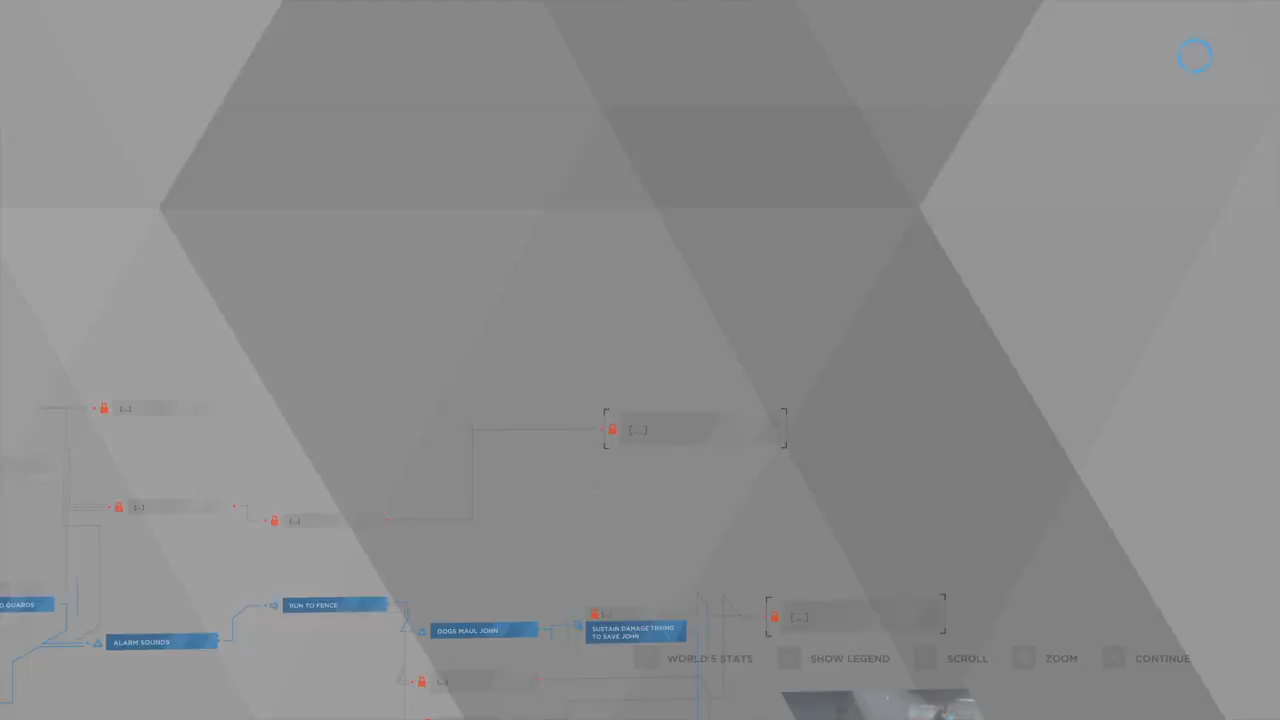 [...]
[...]
[...]
[...]
D GUARDS
RUN TO FENCE
[...]
[...]
DOGS MAUL JOHN
SUSTAIN DAMAGE TRYING
TO SAVE JOHN
ALARM SOUNDS
WORLD'S STATS
SHOW LEGEND
SCROLL
ZOOM
CONTINUE
[...]